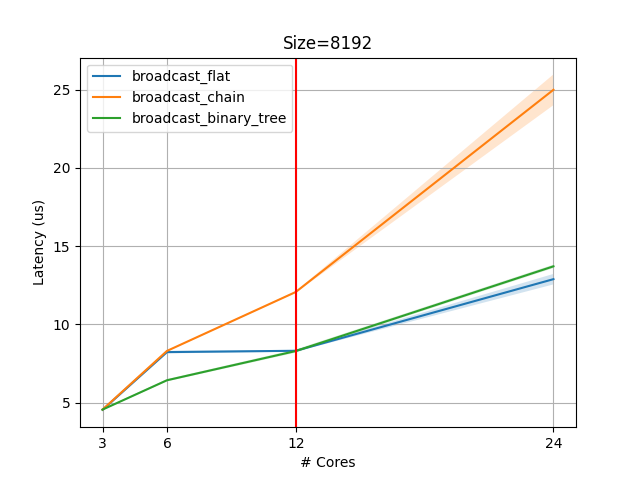 Size=8192
broadcast_flat
broadcast_chain
broadcast_binary_tree
Latency (us)
25
20
15
10
5
3 6 12 24
# Cores